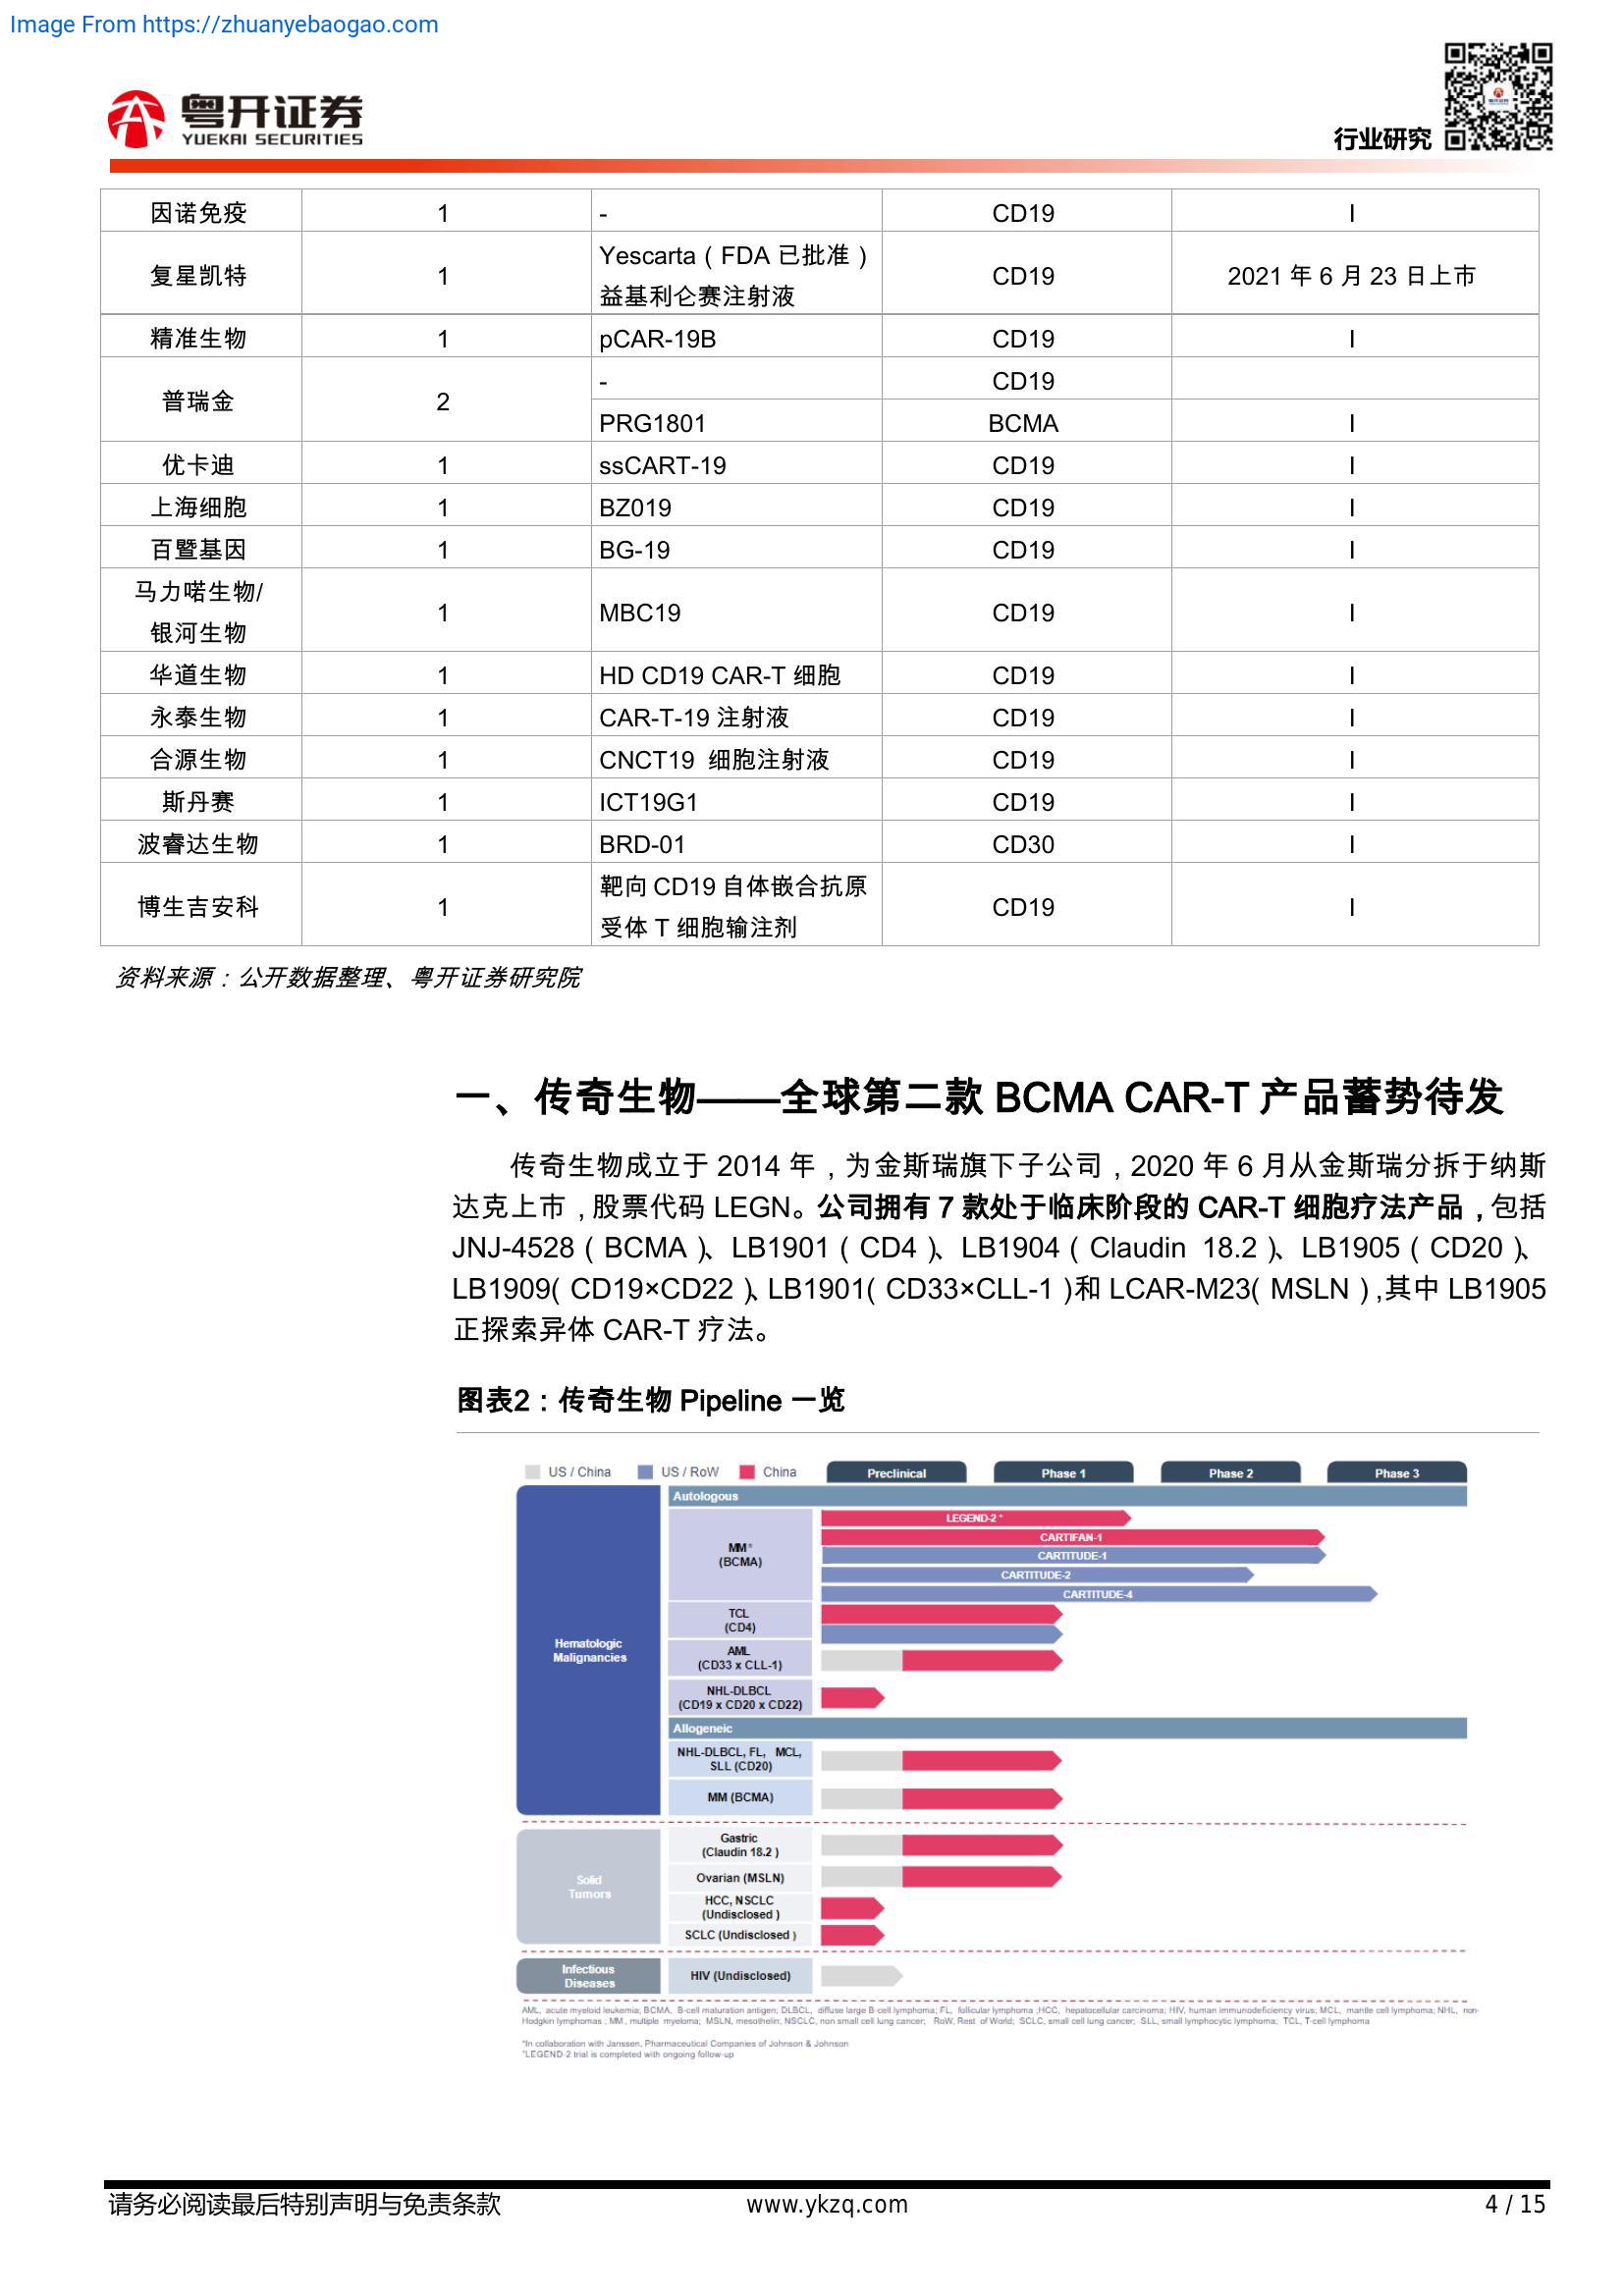 Image From https://zhuanyebaogao.com
粤开证券
YUEKAI SECURITIES
行业研究
因诺免疫 1 - CD19 I
复星凯特 1 Yescarta（FDA 已批准） 益基利仑赛注射液 CD19 2021 年 6 月 23 日上市
精准生物 1 pCAR-19B CD19 I
普瑞金 2 - CD19
PRG1801 BCMA I
优卡迪 1 ssCART-19 CD19 I
上海细胞 1 BZ019 CD19 I
百暨基因 1 BG-19 CD19 I
马力喏生物/
银河生物 1 MBC19 CD19 I
华道生物 1 HD CD19 CAR-T 细胞 CD19 I
永泰生物 1 CAR-T-19 注射液 CD19 I
合源生物 1 CNCT19 细胞注射液 CD19 I
斯丹赛 1 ICT19G1 CD19 I
波睿达生物 1 BRD-01 CD30 I
博生吉安科 1 靶向 CD19 自体嵌合抗原
受体 T 细胞输注剂 CD19 I
资料来源：公开数据整理、粤开证券研究院
一、传奇生物——全球第二款 BCMA CAR-T 产品蓄势待发
传奇生物成立于 2014 年，为金斯瑞旗下子公司，2020 年 6 月从金斯瑞分拆于纳斯
达克上市，股票代码 LEGN。公司拥有 7 款处于临床阶段的 CAR-T 细胞疗法产品，包括
JNJ-4528（BCMA）、LB1901（CD4）、LB1904（Claudin 18.2）、LB1905（CD20）、
LB1909（CD19×CD22）、LB1901（CD33×CLL-1）和 LCAR-M23（MSLN），其中 LB1905
正探索异体 CAR-T 疗法。
图表2：传奇生物 Pipeline 一览
US / China US / RoW China Preclinical Phase 1 Phase 2 Phase 3
Autologous
LEGEND-2 +
MM*
(BCMA)
CARTIFAN-1
CARTITUDE-1
CARTITUDE-2
CARTITUDE-4
TCL
(CD4)
Hematologic
Malignancies
AML
(CD33 x CLL-1)
NHL-DLBCL
(CD19 x CD20 x CD22)
Allogeneic
NHL-DLBCL, FL, MCL,
SLL (CD20)
MM (BCMA)
Gastric
(Claudin 18.2 )
Solid
Tumors
Ovarian (MSLN)
HCC, NSCLC
(Undisclosed )
SCLC (Undisclosed )
Infectious
Diseases
HIV (Undisclosed)
AML, acute myeloid leukemia; BCMA, B-cell maturation antigen; DLBCL, diffuse large B-cell lymphoma; FL, follicular lymphoma ;HCC, hepatocellular carcinoma; HIV, human immunodeficiency virus; MCL, mantle cell lymphoma; NHL, non-
Hodgkin lymphomas ; MM, multiple myeloma; MSLN, mesothelin; NSCLC, non small cell lung cancer; RoW, Rest of World; SCLC, small cell lung cancer; SLL, small lymphocytic lymphoma; TCL, T-cell lymphoma
*In collaboration with Janssen, Pharmaceutical Companies of Johnson & Johnson
+LEGEND-2 trial is completed with ongoing follow-up
请务必阅读最后特别声明与免责条款 www.ykzq.com 4 / 15